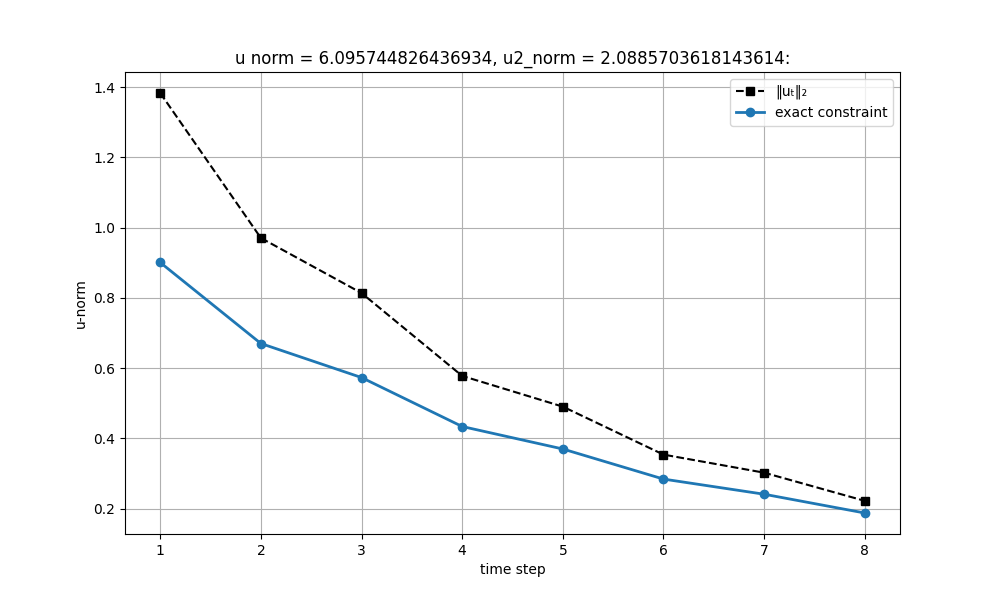 u norm = 6.095744826436934, u2_norm = 2.0885703618143614:
‖uₜ‖₂
exact constraint
u-norm
1.4
1.2
1.0
0.8
0.6
0.4
0.2
1 2 3 4 5 6 7 8
time step